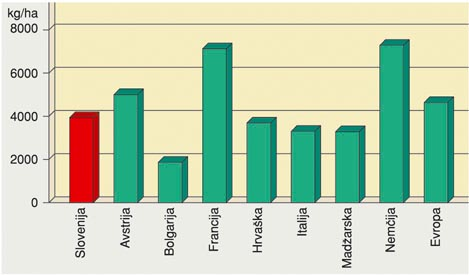 kg/ha
8000
6000
4000
2000
0
Slovenija
Avstrija
Bolgarija
Francija
Hrvaška
Italija
Madžarska
Nemčija
Evropa